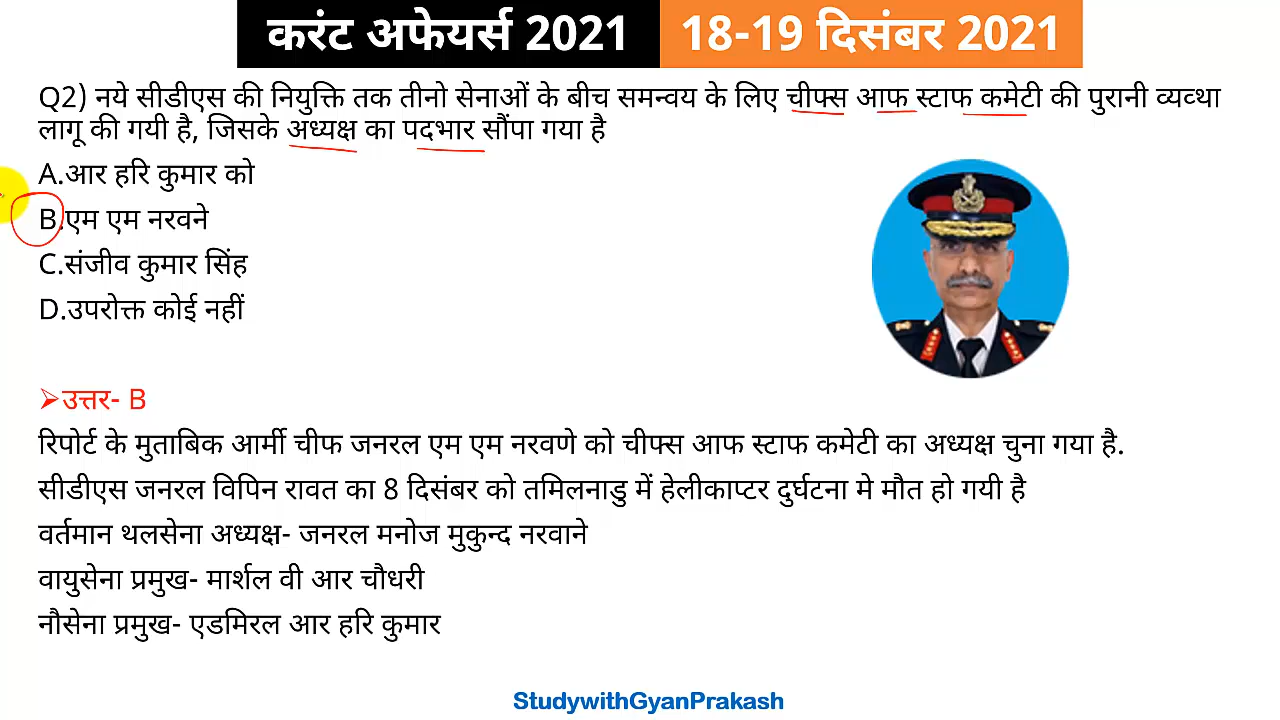 करंट अफेयर्स 2021 18-19 दिसंबर 2021
Q2) नये सीडीएस की नियुक्ति तक तीनो सेनाओं के बीच समन्वय के लिए चीफ्स आफ स्टाफ कमेटी की पुरानी व्यव्था
लागू की गयी है, जिसके अध्यक्ष का पदभार सौंपा गया है
A.आर हरि कुमार को
B.एम एम नरवने
C.संजीव कुमार सिंह
D.उपरोक्त कोई नहीं
➢उत्तर- B
रिपोर्ट के मुताबिक आर्मी चीफ जनरल एम एम नरवणे को चीफ्स आफ स्टाफ कमेटी का अध्यक्ष चुना गया है.
सीडीएस जनरल विपिन रावत का 8 दिसंबर को तमिलनाडु में हेलीकाप्टर दुर्घटना मे मौत हो गयी है
वर्तमान थलसेना अध्यक्ष- जनरल मनोज मुकुन्द नरवाने
वायुसेना प्रमुख- मार्शल वी आर चौधरी
नौसेना प्रमुख- एडमिरल आर हरि कुमार
StudywithGyanPrakash